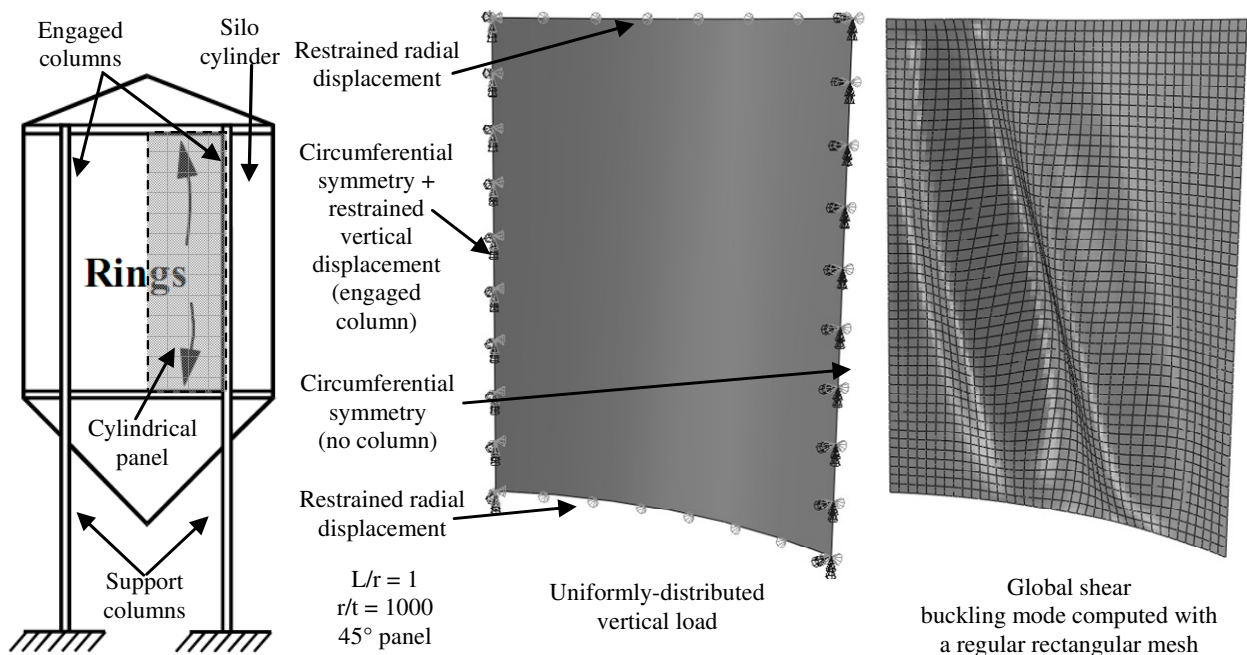 Engaged
columns
Silo
cylinder
Rings
Cylindrical
panel
Support
columns
Restrained radial
displacement
Circumferential
symmetry +
restrained
vertical
displacement
(engaged
column)
Circumferential
symmetry
(no column)
Restrained radial
displacement
L/r = 1
r/t = 1000
45° panel
Uniformly-distributed
vertical load
Global shear
buckling mode computed with
a regular rectangular mesh